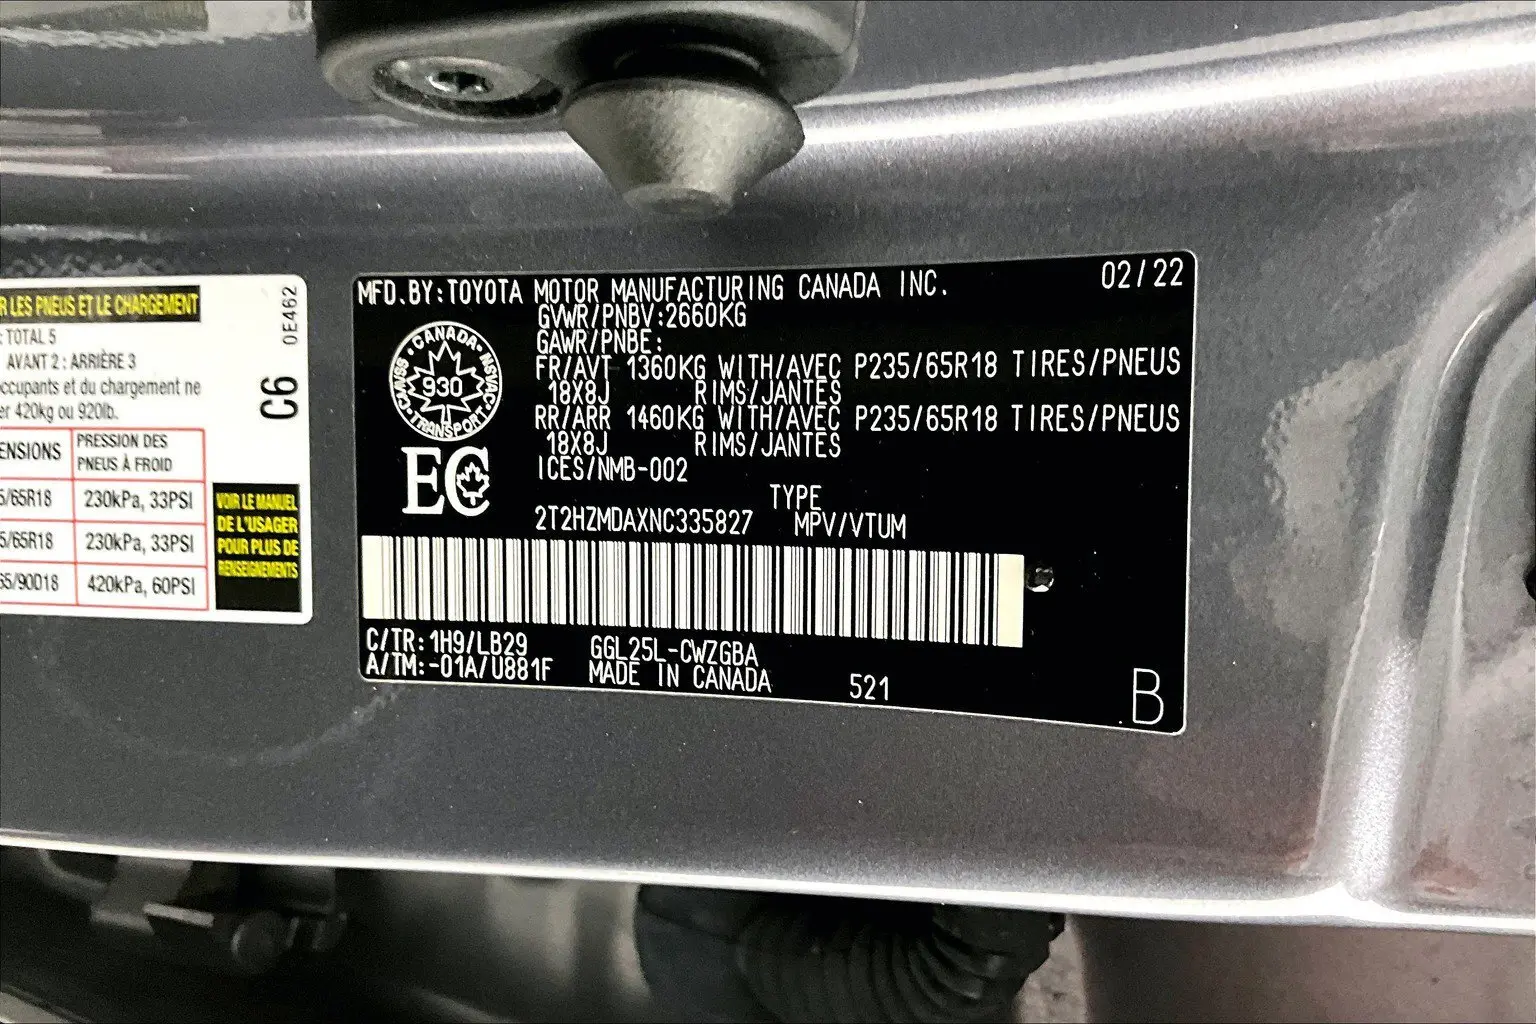 R LES PNEUS ET LE CHARGEMENT
: TOTAL 5
AVANT 2 : ARRIÈRE 3
occupants et du chargement ne
er 420kg ou 920lb.
0E462
C6
ENSIONS
PRESSION DES
PNEUS À FROID
5/65R18 230kPa, 33PSI
5/65R18 230kPa, 33PSI
65/90D18 420kPa, 60PSI
VOIR LE MANUEL
DE L'USAGER
POUR PLUS DE
RENSEIGNEMENTS
MFD.BY:TOYOTA MOTOR MANUFACTURING CANADA INC. 02/22
GVWR/PNBV:2660KG
GAWR/PNBE:
FR/AVT 1360KG WITH/AVEC P235/65R18 TIRES/PNEUS
18X8J RIMS/JANTES
RR/ARR 1460KG WITH/AVEC P235/65R18 TIRES/PNEUS
18X8J RIMS/JANTES
ICES/NMB-002
CANADA
CMVSS NSVAC
930
TRANSPORT
EC
TYPE
2T2HZMDAXNC335827 MPV/VTUM
C/TR:1H9/LB29 GGL25L-CWZGBA
A/TM:-01A/U881F MADE IN CANADA 521
B